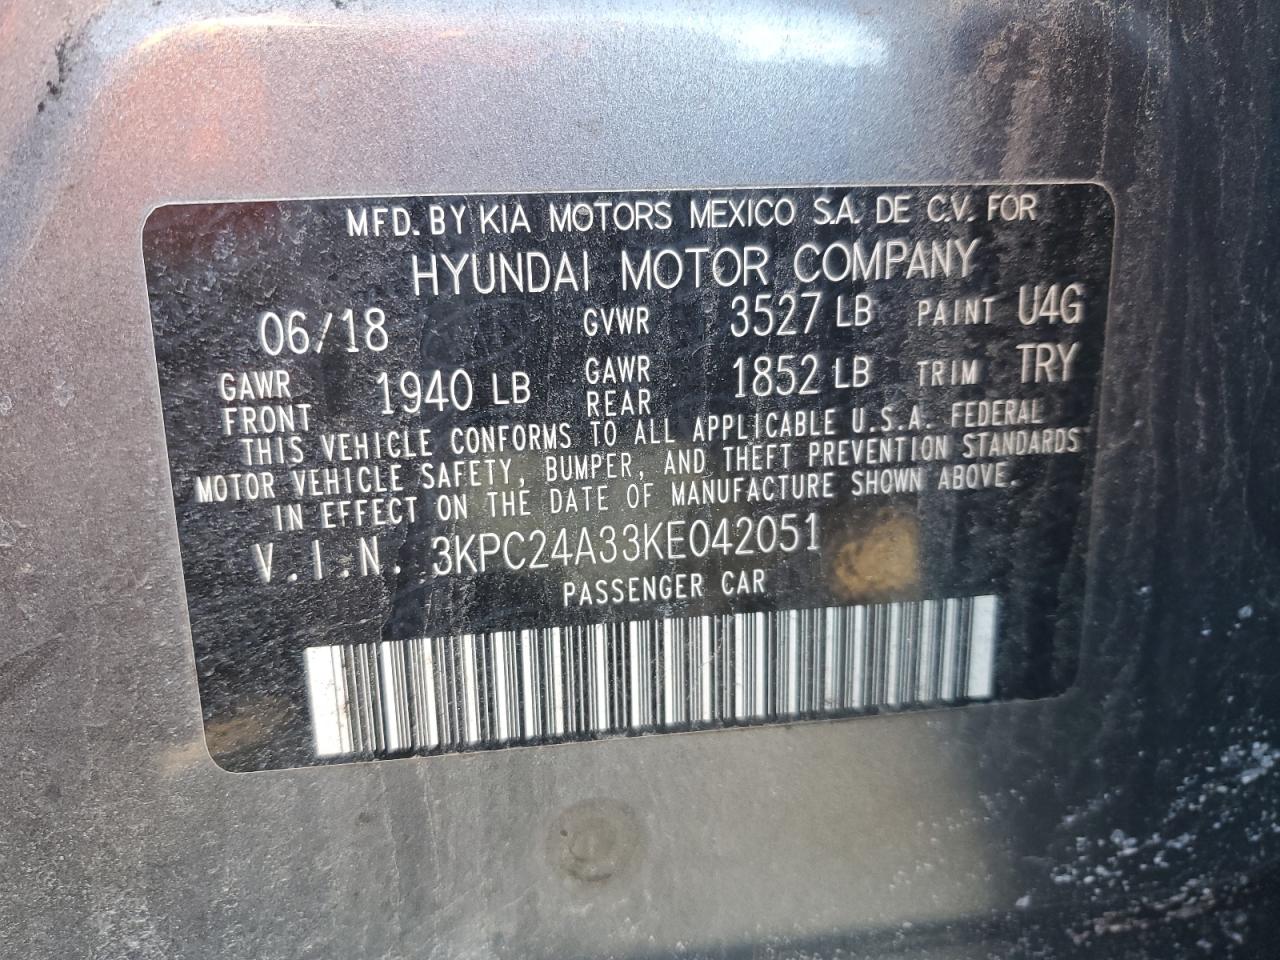 MFD. BY KIA MOTORS MEXICO S.A. DE C.V. FOR
HYUNDAI MOTOR COMPANY
06/18 GVWR 3527 LB PAINT U4G
GAWR FRONT 1940 LB GAWR REAR 1852 LB TRIM TRY
THIS VEHICLE CONFORMS TO ALL APPLICABLE U.S.A. FEDERAL
MOTOR VEHICLE SAFETY, BUMPER, AND THEFT PREVENTION STANDARDS
IN EFFECT ON THE DATE OF MANUFACTURE SHOWN ABOVE.
V.I.N. 3KPC24A33KE042051
PASSENGER CAR